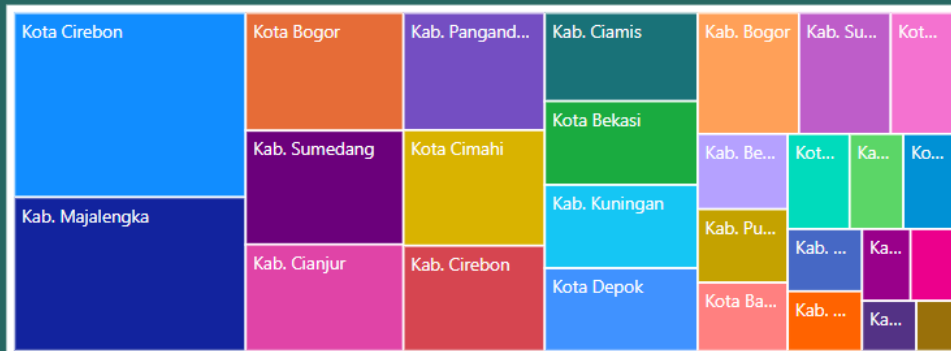 Kota Cirebon
Kab. Majalengka
Kota Bogor
Kab. Sumedang
Kab. Cianjur
Kab. Pangand...
Kota Cimahi
Kab. Cirebon
Kab. Ciamis
Kota Bekasi
Kab. Kuningan
Kota Depok
Kab. Bogor
Kab. Su...
Kot...
Kab. Be...
Kab. Pu...
Kota Ba...
Kot...
Ka...
Ko...
Kab. ...
Kab. ...
Ka...
Ka...